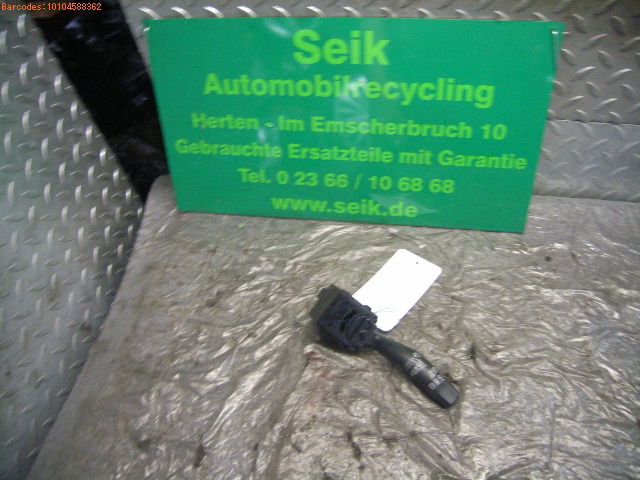 Barcodes: 10104588362
Seik
Automobilrecycling
Herten - Im Emscherbruch 10
Gebrauchte Ersatzteile mit Garantie
Tel. 0 23 66 / 10 68 68
www.seik.de